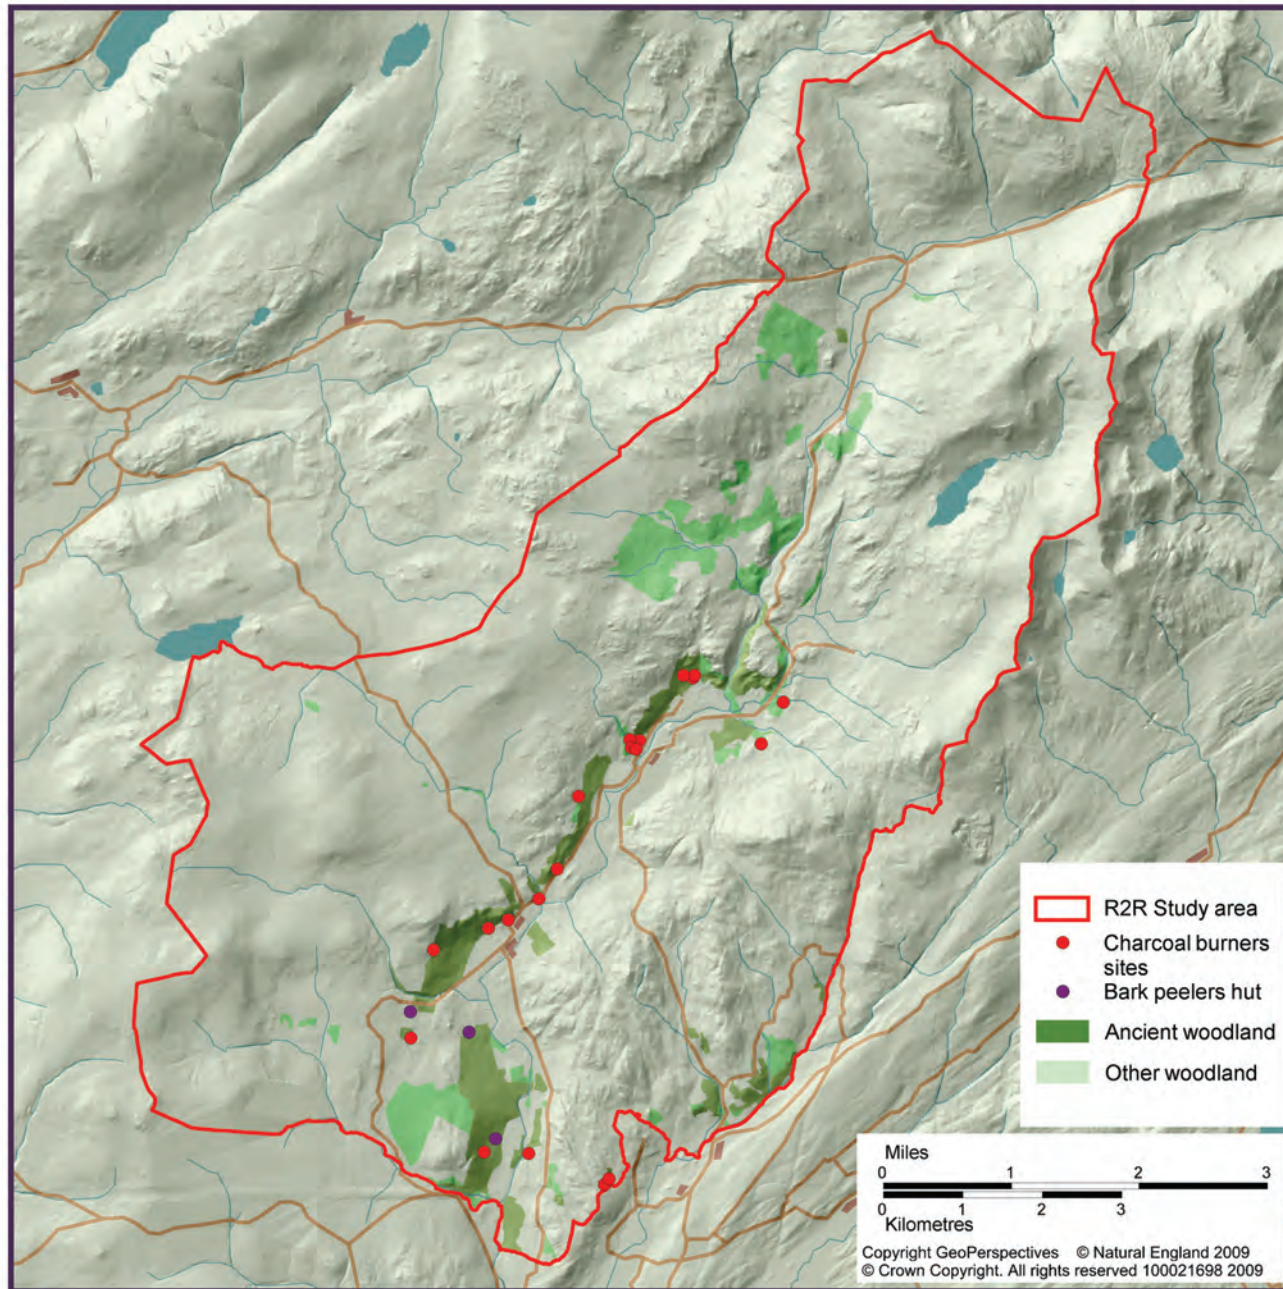 R2R Study area
Charcoal burners
sites
Bark peelers hut
Ancient woodland
Other woodland
Miles
0 1 2 3
0 1 2 3
Kilometres
Copyright GeoPerspectives © Natural England 2009
© Crown Copyright. All rights reserved 100021698 2009